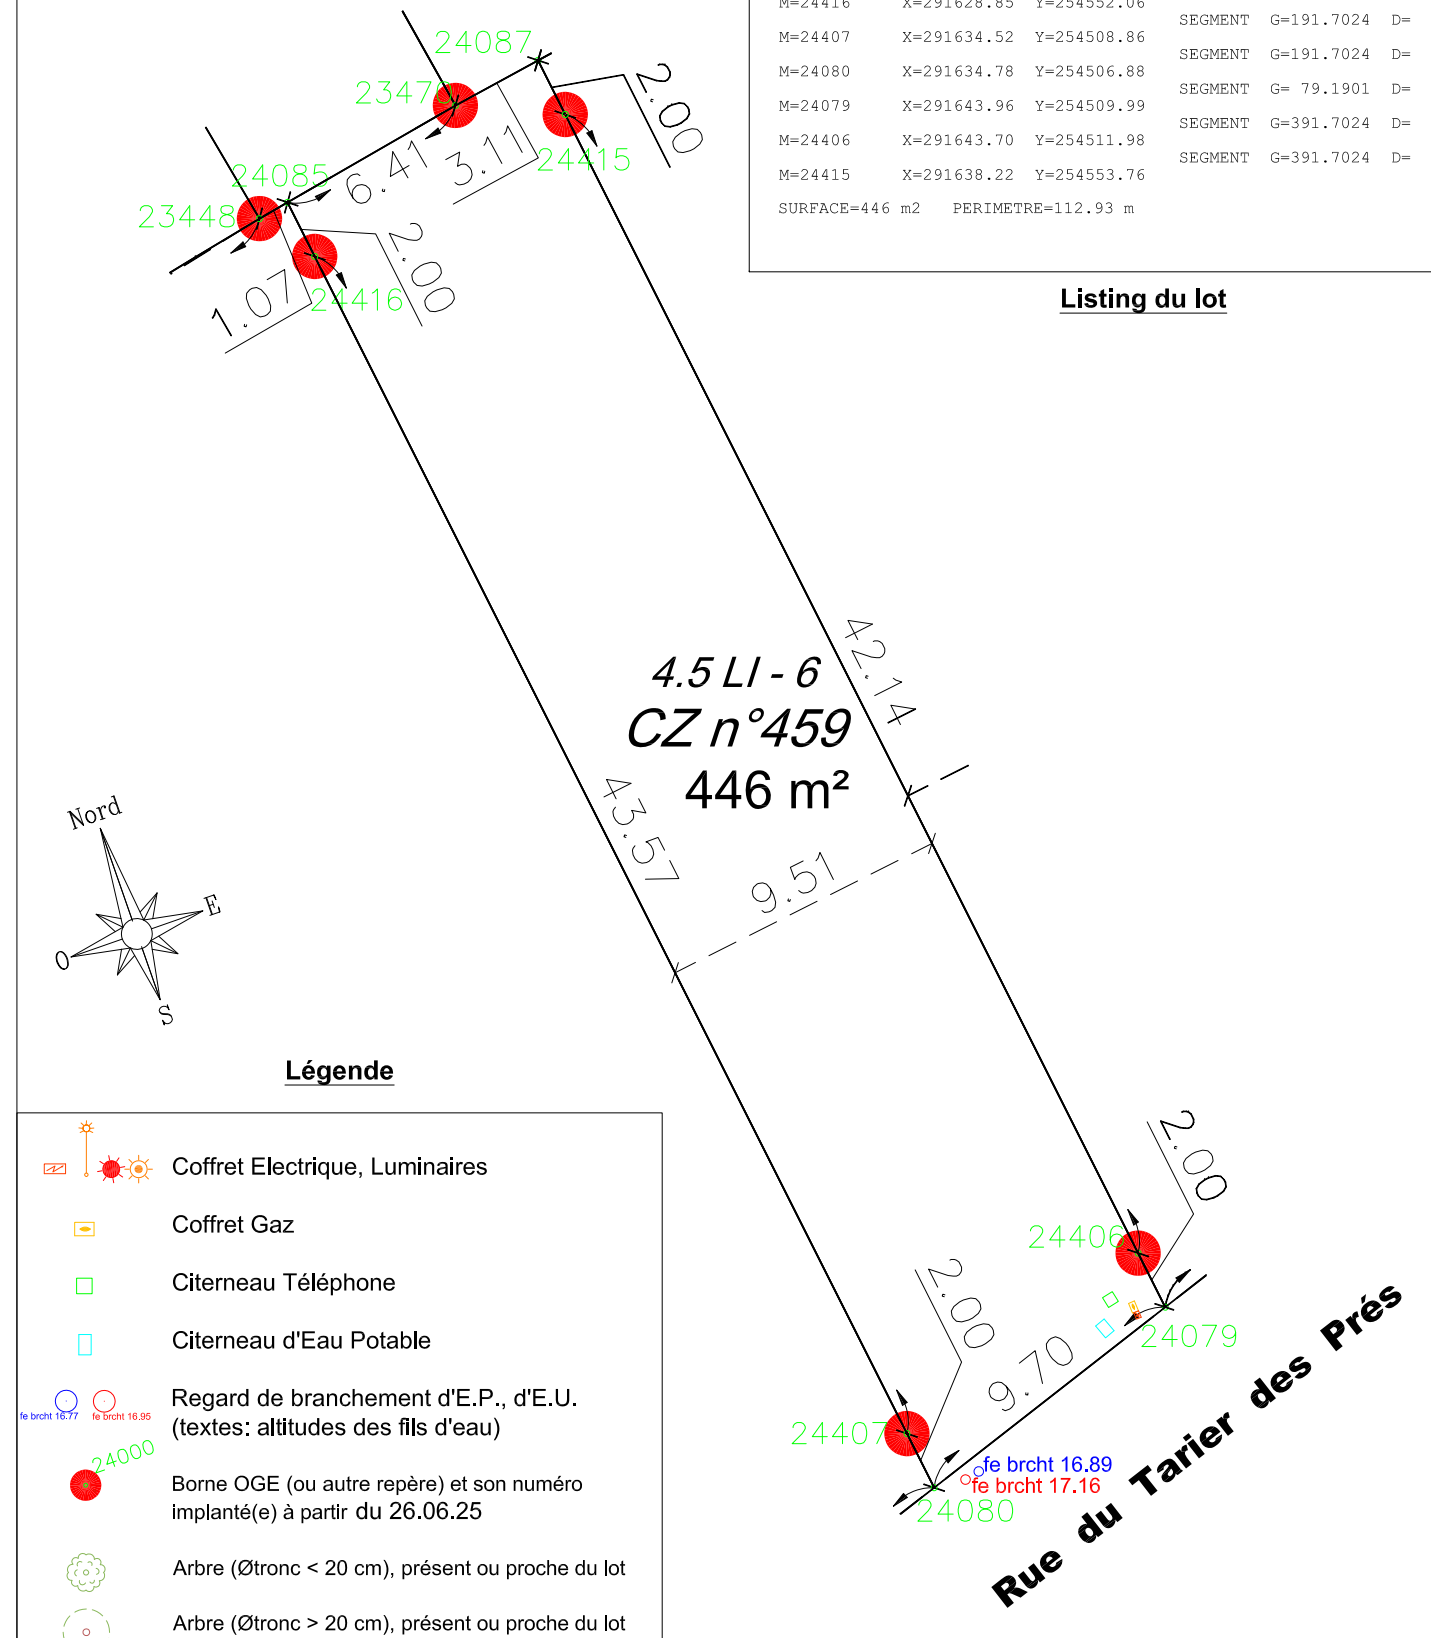 M=24416 X=291628.85 Y=254552.06
SEGMENT G=191.7024 D=
M=24407 X=291634.52 Y=254508.86
SEGMENT G=191.7024 D=
M=24080 X=291634.78 Y=254506.88
SEGMENT G= 79.1901 D=
M=24079 X=291643.96 Y=254509.99
SEGMENT G=391.7024 D=
M=24406 X=291643.70 Y=254511.98
SEGMENT G=391.7024 D=
M=24415 X=291638.22 Y=254553.76
SURFACE=446 m2 PERIMETRE=112.93 m
Listing du lot
24087
23470
2.00
24415
3.11
6.41
24085
23448
2.00
24416
1.07
42.14
4.5 LI - 6
CZ n°459
446 m²
43.57
9.51
Nord
E
O
S
2.00
24406
2.00
24079
9.70
24407
fe brcht 16.89
fe brcht 17.16
24080
Rue du Tarier des Prés
Légende
Coffret Electrique, Luminaires
Coffret Gaz
Citerneau Téléphone
Citerneau d'Eau Potable
fe brcht 16.77 fe brcht 16.95
Regard de branchement d'E.P., d'E.U.
(textes: altitudes des fils d'eau)
24000
Borne OGE (ou autre repère) et son numéro
implanté(e) à partir du 26.06.25
Arbre (Øtronc < 20 cm), présent ou proche du lot
Arbre (Øtronc > 20 cm), présent ou proche du lot